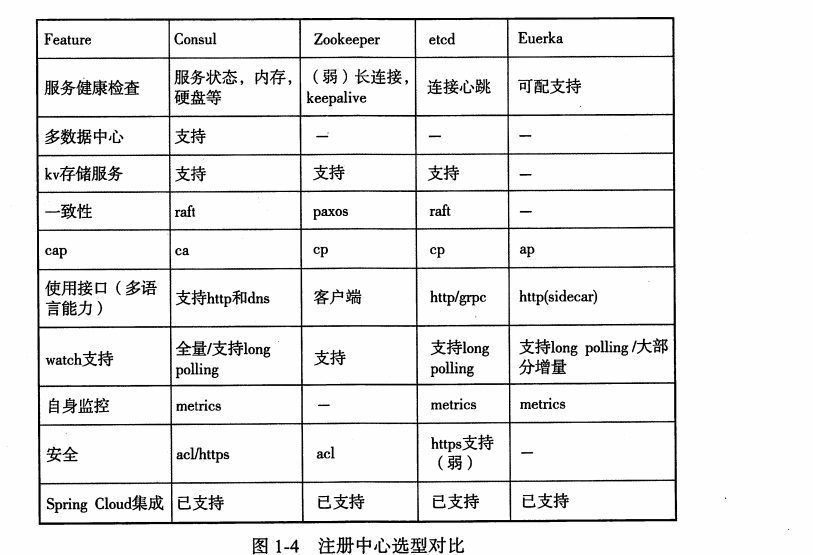 Feature Consul Zookeeper etcd Euerka
服务健康检查 服务状态，内存，硬盘等 （弱）长连接，keepalive 连接心跳 可配支持
多数据中心 支持 — — —
kv存储服务 支持 支持 支持 —
一致性 raft paxos raft —
cap ca cp cp ap
使用接口（多语言能力） 支持http和dns 客户端 http/grpc http(sidecar)
watch支持 全量/支持long polling 支持 支持long polling 支持long polling /大部分增量
自身监控 metrics — metrics metrics
安全 acl/https acl https支持（弱） —
Spring Cloud集成 已支持 已支持 已支持 已支持
图 1-4 注册中心选型对比